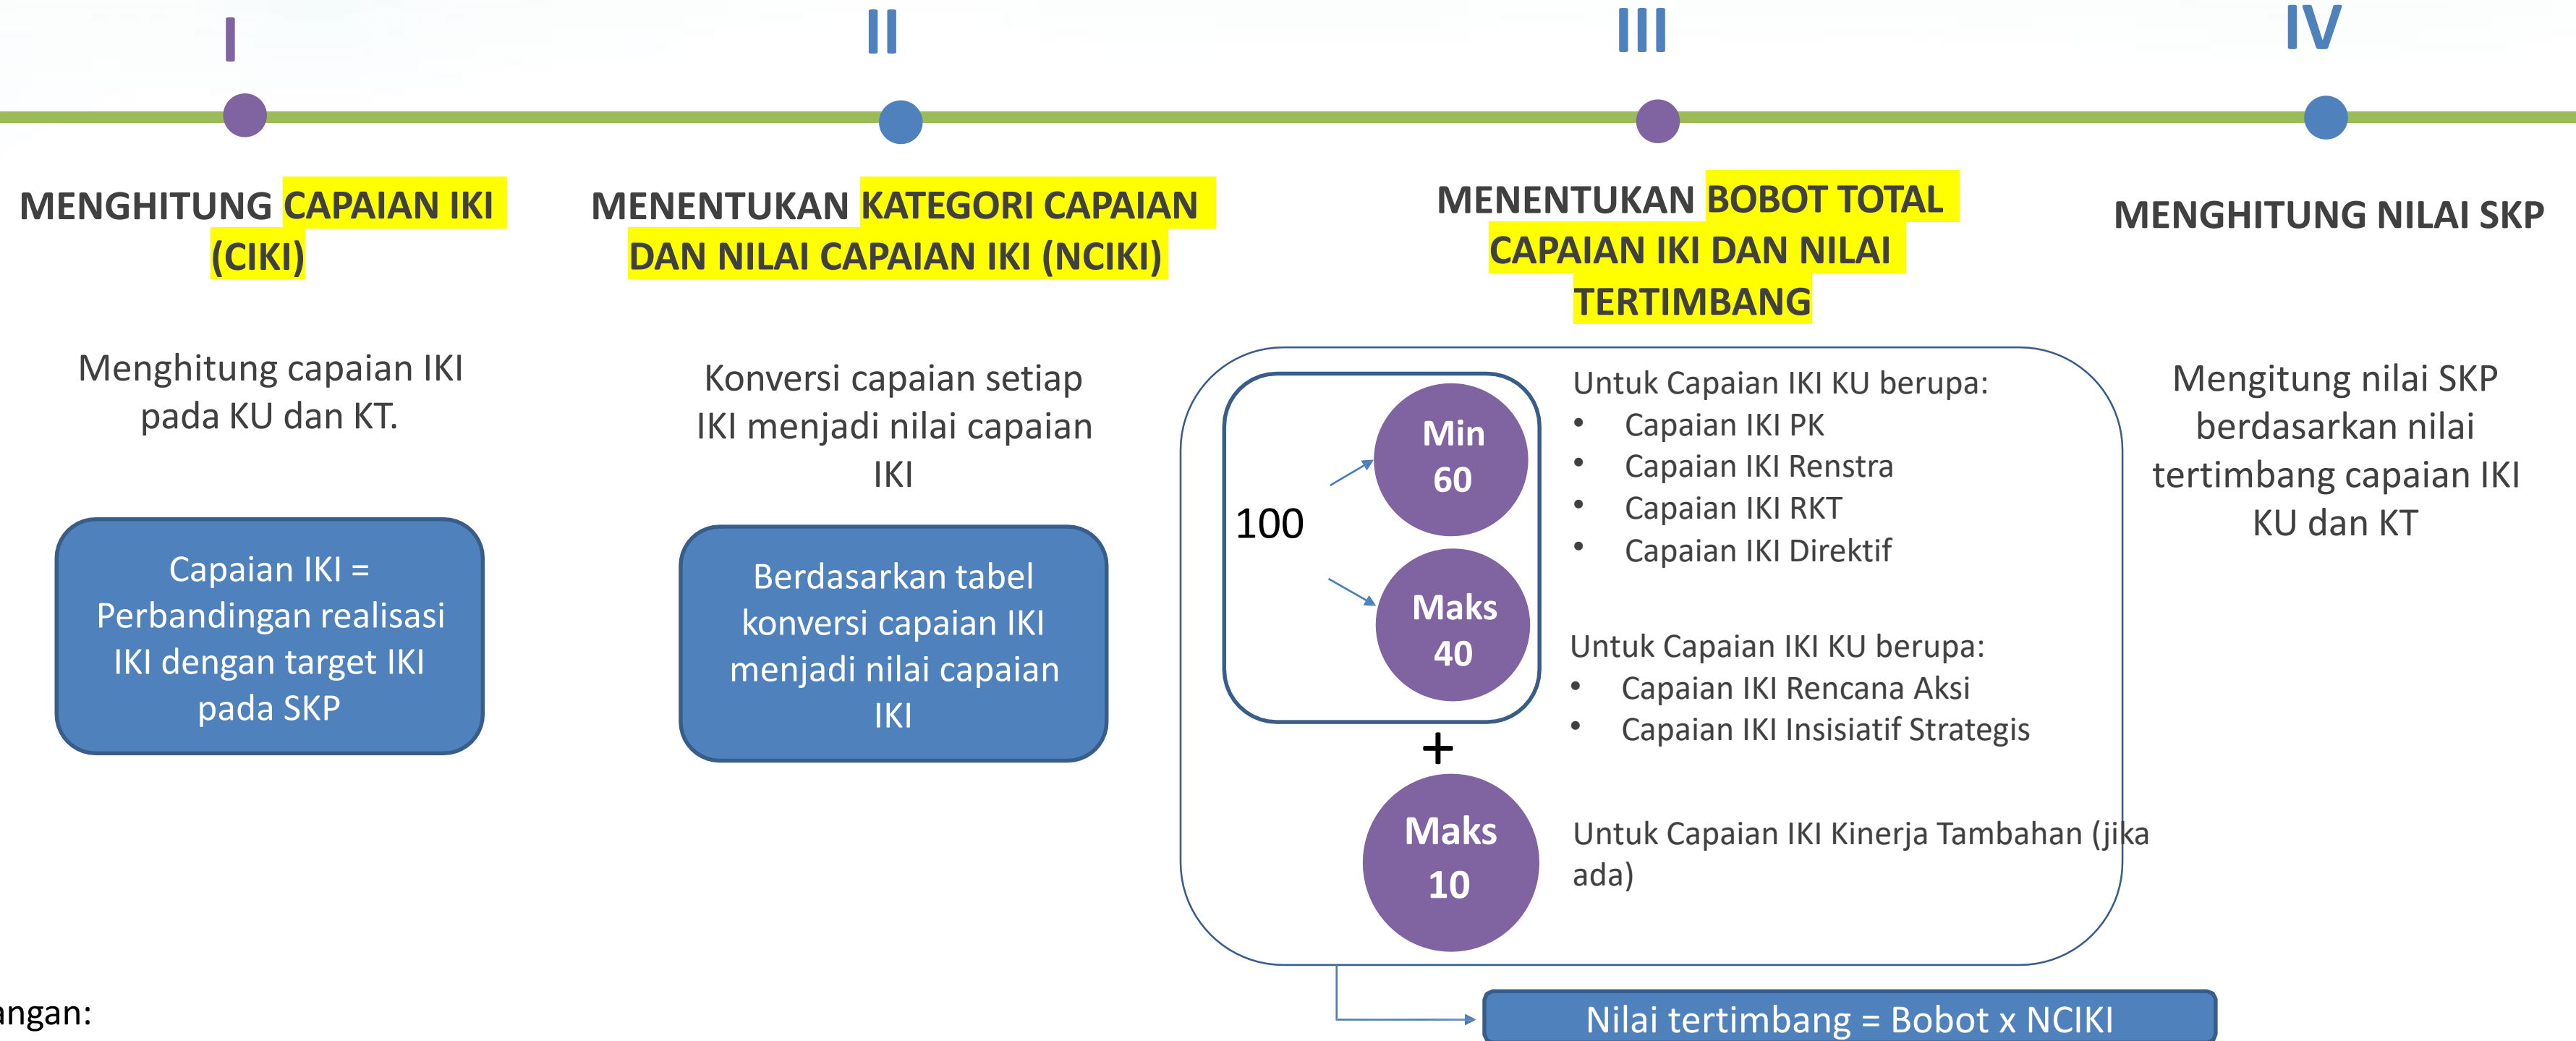 I
MENGHITUNG CAPAIAN IKI
(CIKI)
Menghitung capaian IKI
pada KU dan KT.
Capaian IKI =
Perbandingan realisasi
IKI dengan target IKI
pada SKP
II
MENENTUKAN KATEGORI CAPAIAN
DAN NILAI CAPAIAN IKI (NCIKI)
Konversi capaian setiap
IKI menjadi nilai capaian
IKI
Berdasarkan tabel
konversi capaian IKI
menjadi nilai capaian
IKI
III
MENENTUKAN BOBOT TOTAL
CAPAIAN IKI DAN NILAI
TERTIMBANG
100
Min
60
Untuk Capaian IKI KU berupa:
• Capaian IKI PK
• Capaian IKI Renstra
• Capaian IKI RKT
• Capaian IKI Direktif
Maks
40
Untuk Capaian IKI KU berupa:
• Capaian IKI Rencana Aksi
• Capaian IKI Insisiatif Strategis
+
Maks
10
Untuk Capaian IKI Kinerja Tambahan (jika
ada)
Nilai tertimbang = Bobot x NCIKI
IV
MENGHITUNG NILAI SKP
Mengitung nilai SKP
berdasarkan nilai
tertimbang capaian IKI
KU dan KT
angan: